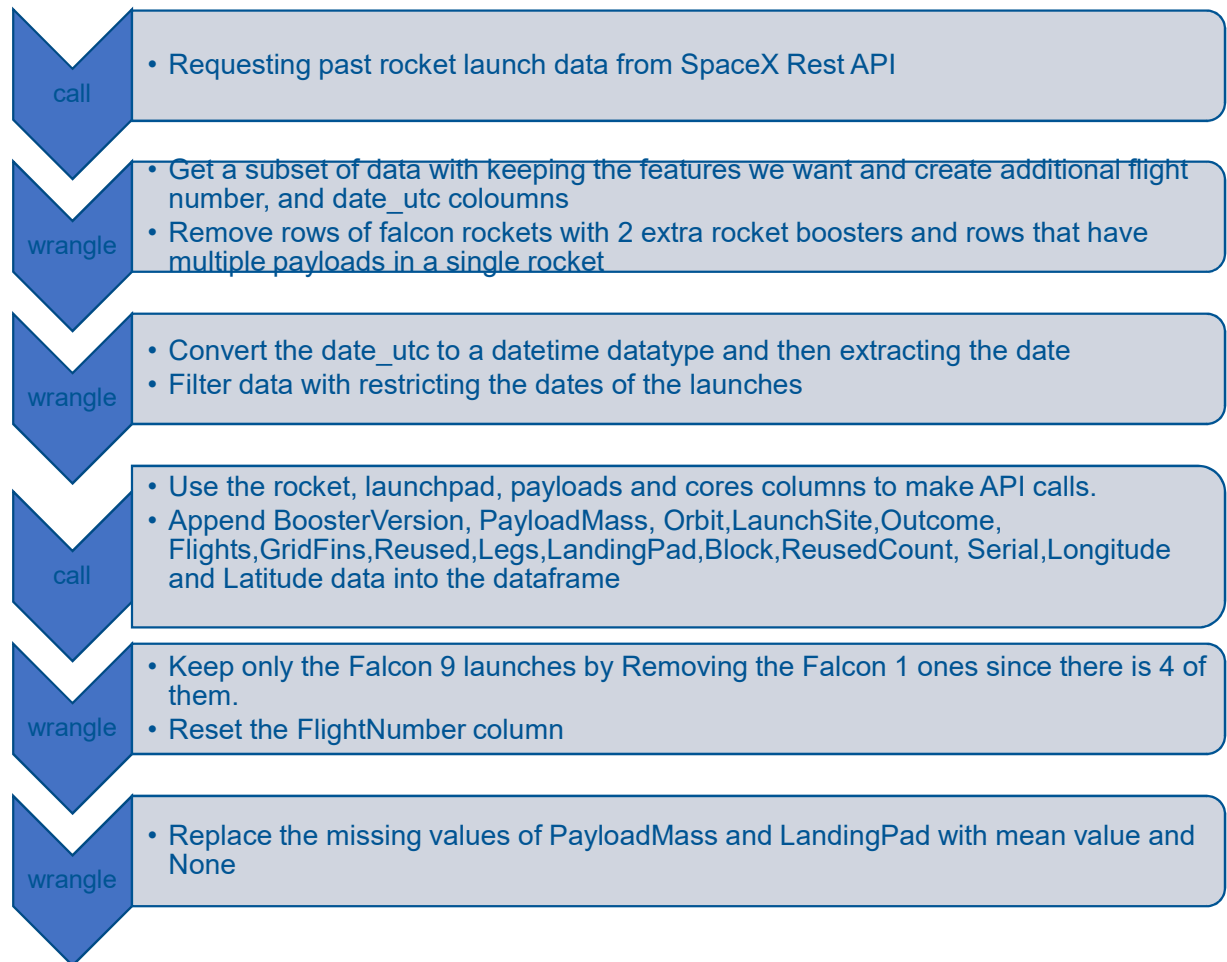 call
• Requesting past rocket launch data from SpaceX Rest API
wrangle
• Get a subset of data with keeping the features we want and create additional flight
number, and date_utc coloumns
• Remove rows of falcon rockets with 2 extra rocket boosters and rows that have
multiple payloads in a single rocket
wrangle
• Convert the date_utc to a datetime datatype and then extracting the date
• Filter data with restricting the dates of the launches
call
• Use the rocket, launchpad, payloads and cores columns to make API calls.
• Append BoosterVersion, PayloadMass, Orbit,LaunchSite,Outcome,
Flights,GridFins,Reused,Legs,LandingPad,Block,ReusedCount, Serial,Longitude
and Latitude data into the dataframe
wrangle
• Keep only the Falcon 9 launches by Removing the Falcon 1 ones since there is 4 of
them.
• Reset the FlightNumber column
wrangle
• Replace the missing values of PayloadMass and LandingPad with mean value and
None